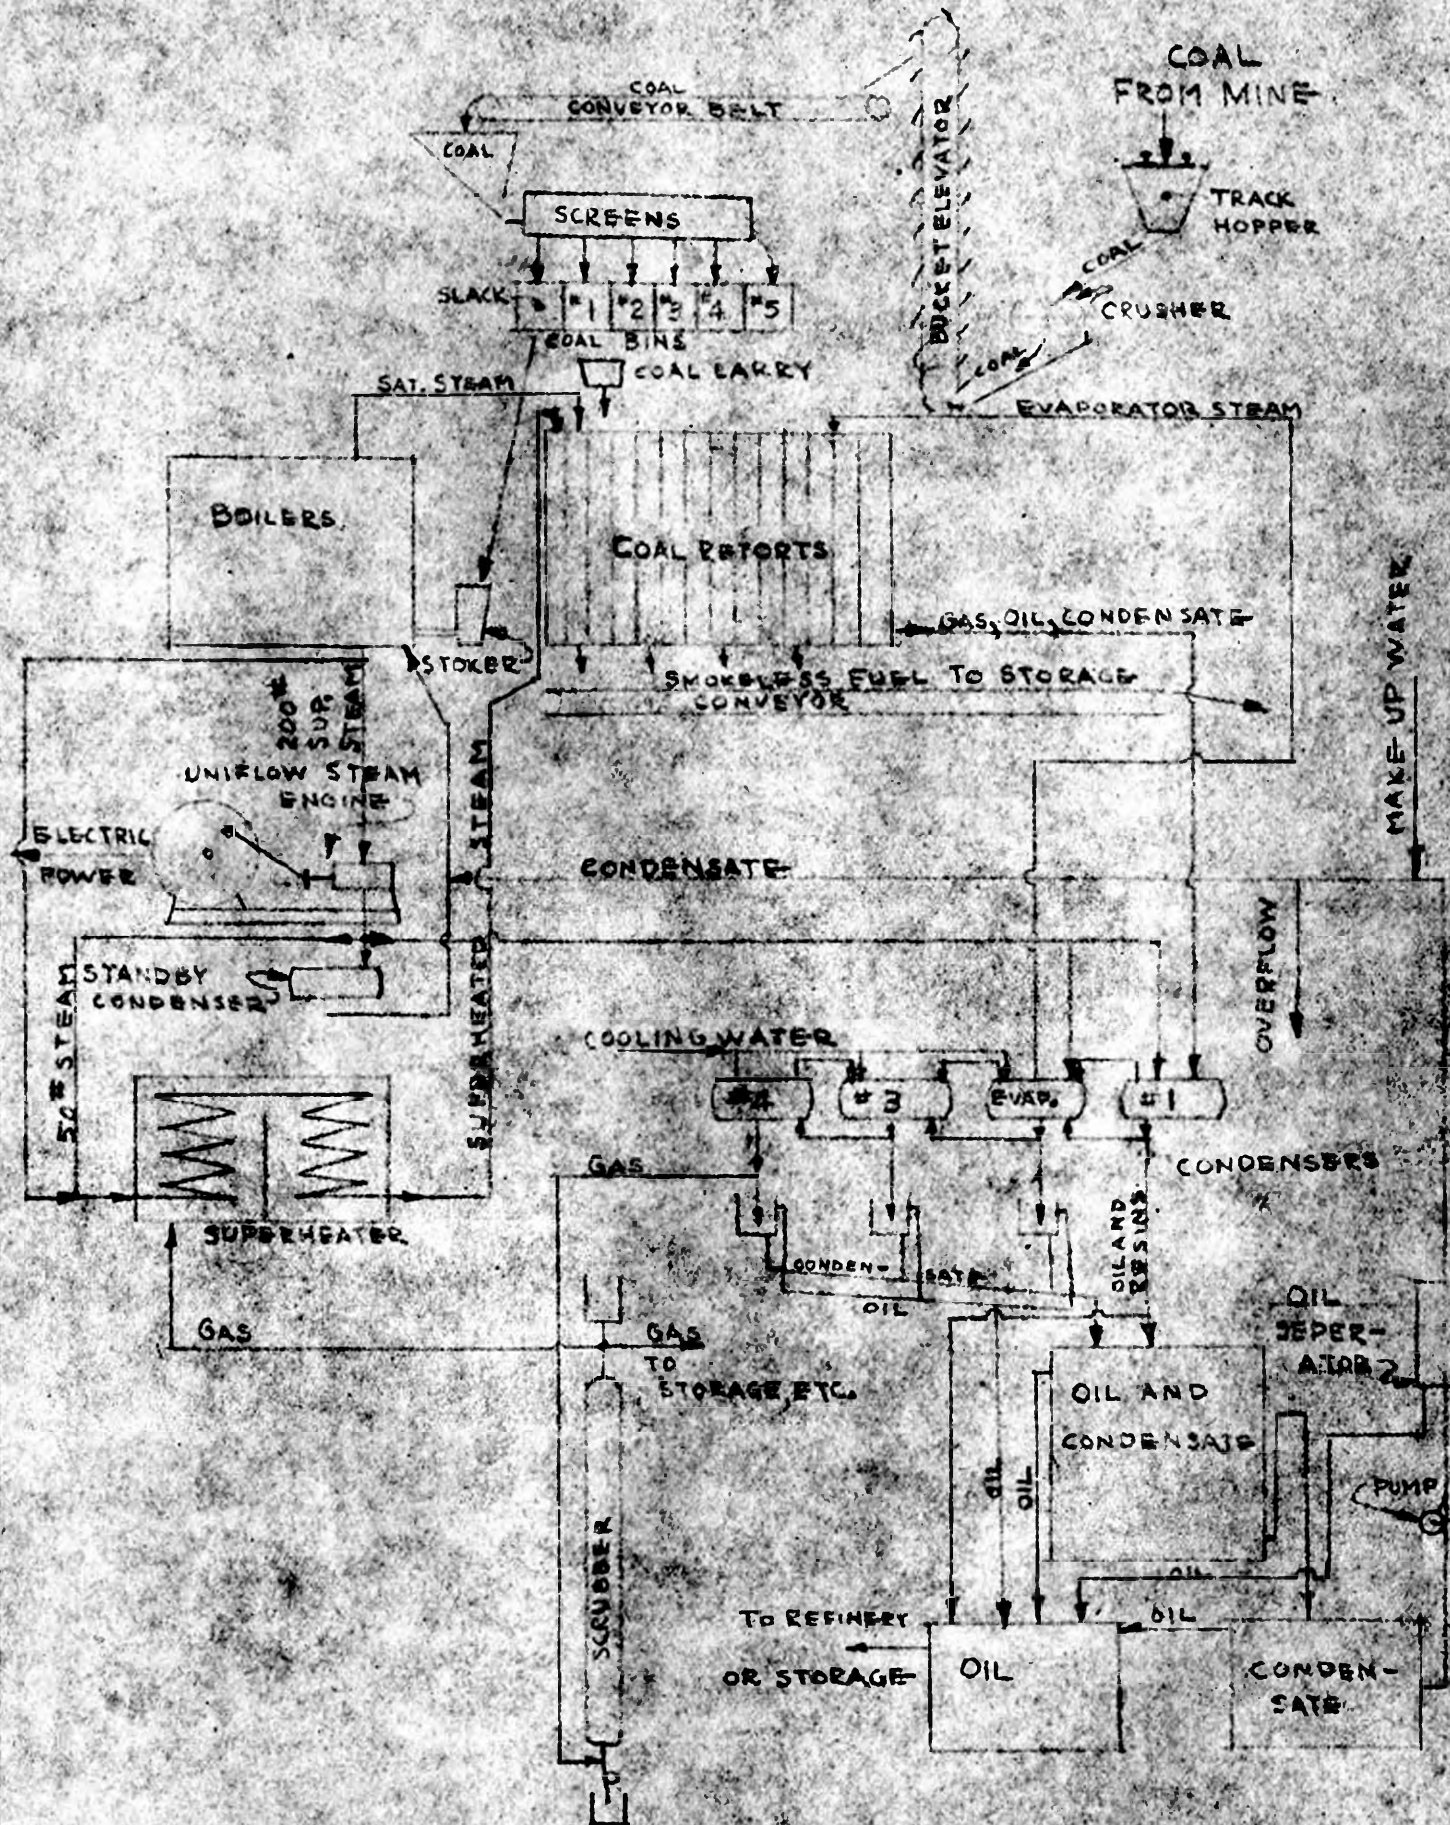 COAL
FROM MINE
COAL
CONVEYOR BELT
COAL
BUCKET ELEVATOR
TRACK
HOPPER
SCREENS
COAL
CRUSHER
SLACK
#1 #2 #3 #4 #5
COAL BINS
COAL
COAL LARRY
SAT. STEAM
EVAPORATOR STEAM
BOILERS
COAL RETORTS
GAS, OIL, CONDENSATE
STOKER
SMOKELESS FUEL TO STORAGE
CONVEYOR
MAKE-UP WATER
200#
SUP.
STEAM
UNIFLOW STEAM
ENGINE
ELECTRIC
POWER
SUPERHEATED STEAM
CONDENSATE
OVERFLOW
STANDBY
CONDENSER
50# STEAM
COOLING WATER
#4 #3 EVAP. #1
GAS
CONDENSERS
SUPERHEATER
OIL AND
RESINS
CONDEN-
SATE
OIL
GAS
GAS
TO
STORAGE, ETC.
OIL
SEPER-
ATOR
OIL AND
CONDENSATE
OIL
OIL
PUMP
SCRUBBER
OIL
OIL
TO REFINERY
OR STORAGE
OIL
CONDEN-
SATE